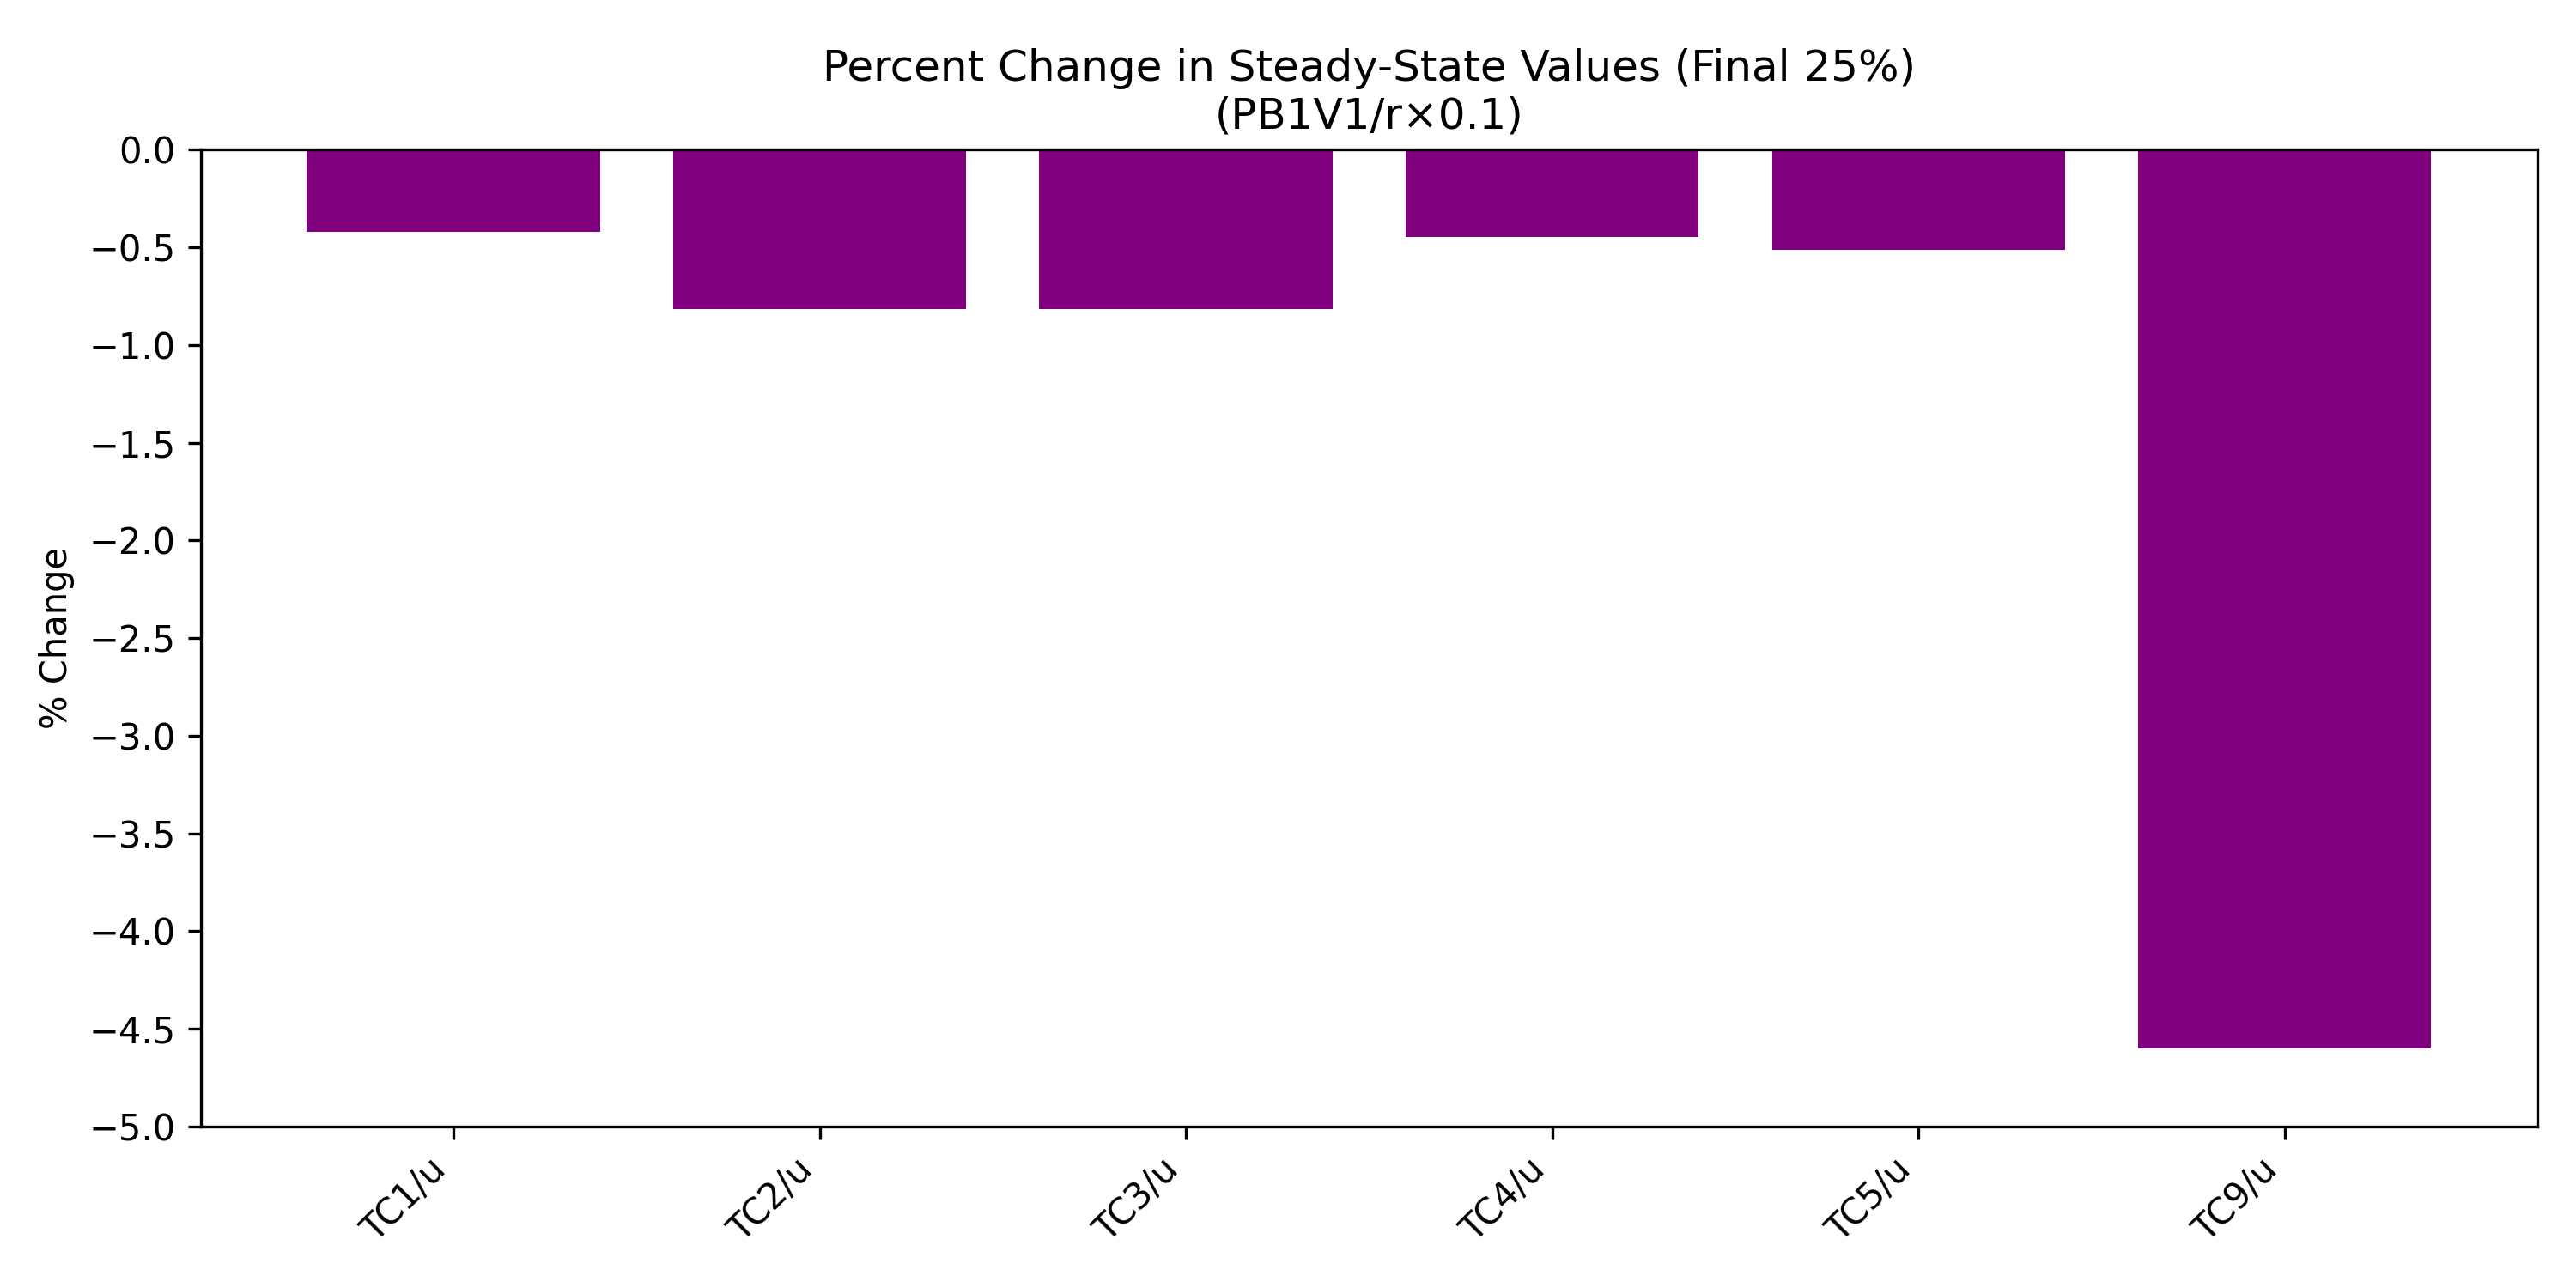 Percent Change in Steady-State Values (Final 25%)
(PB1V1/r×0.1)
0.0
−0.5
−1.0
−1.5
−2.0
−2.5
−3.0
−3.5
−4.0
−4.5
−5.0
% Change
TC1/u
TC2/u
TC3/u
TC4/u
TC5/u
TC9/u